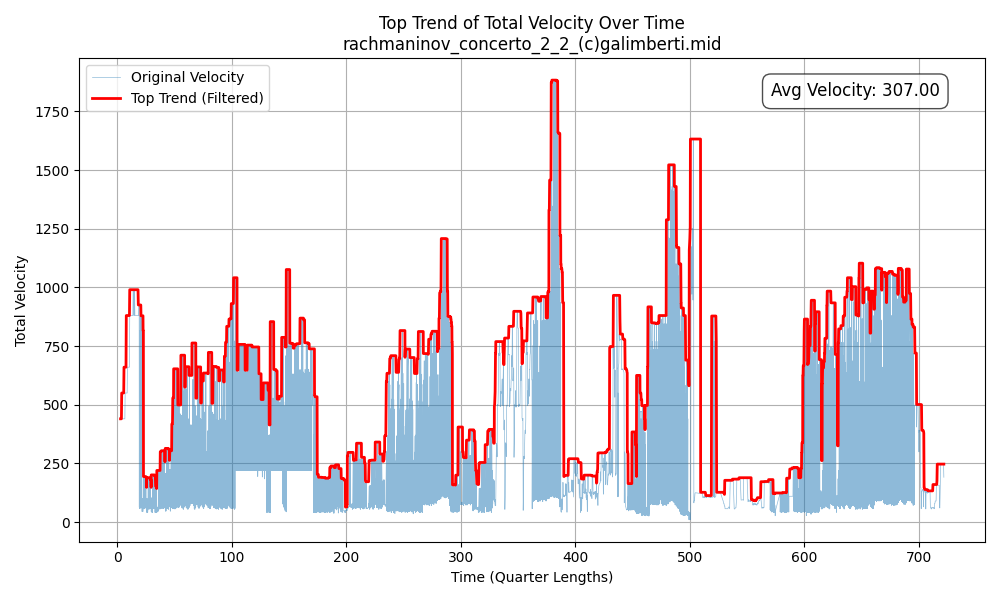 Top Trend of Total Velocity Over Time
rachmaninov_concerto_2_2_(c)galimberti.mid
Original Velocity
Top Trend (Filtered)
Avg Velocity: 307.00
Total Velocity
1750
1500
1250
1000
750
500
250
0
0 100 200 300 400 500 600 700
Time (Quarter Lengths)